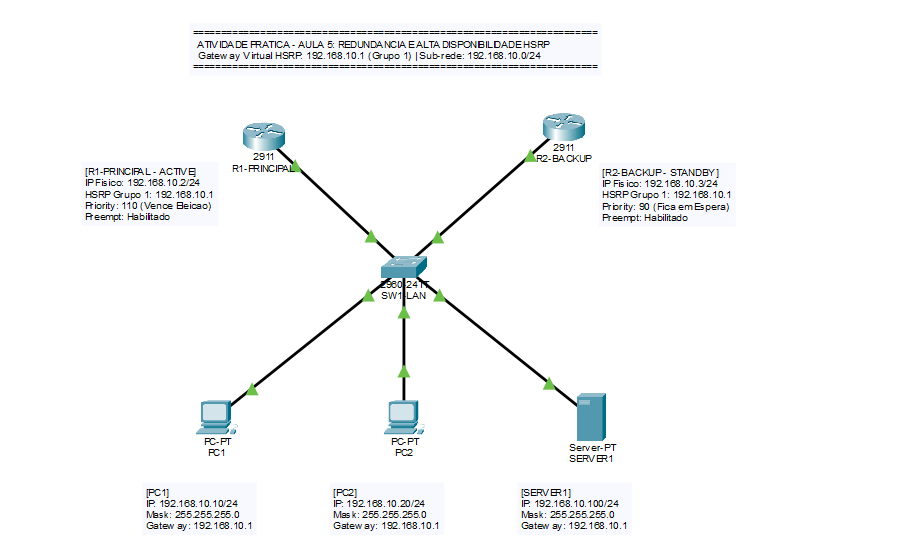 ==========================================================
ATIVIDADE PRATICA - AULA 5: REDUNDANCIA E ALTA DISPONIBILIDADE HSRP
Gateway Virtual HSRP: 192.168.10.1 (Grupo 1) | Sub-rede: 192.168.10.0/24
==========================================================
2911
R1-PRINCIPAL
2911
R2-BACKUP
[R1-PRINCIPAL - ACTIVE]
IP Fisico: 192.168.10.2/24
HSRP Grupo 1: 192.168.10.1
Priority: 110 (Vence Eleicao)
Preempt: Habilitado
[R2-BACKUP - STANDBY]
IP Fisico: 192.168.10.3/24
HSRP Grupo 1: 192.168.10.1
Priority: 90 (Fica em Espera)
Preempt: Habilitado
2960-24TT
SW1-LAN
PC-PT
PC1
PC-PT
PC2
Server-PT
SERVER1
[PC1]
IP: 192.168.10.10/24
Mask: 255.255.255.0
Gateway: 192.168.10.1
[PC2]
IP: 192.168.10.20/24
Mask: 255.255.255.0
Gateway: 192.168.10.1
[SERVER1]
IP: 192.168.10.100/24
Mask: 255.255.255.0
Gateway: 192.168.10.1